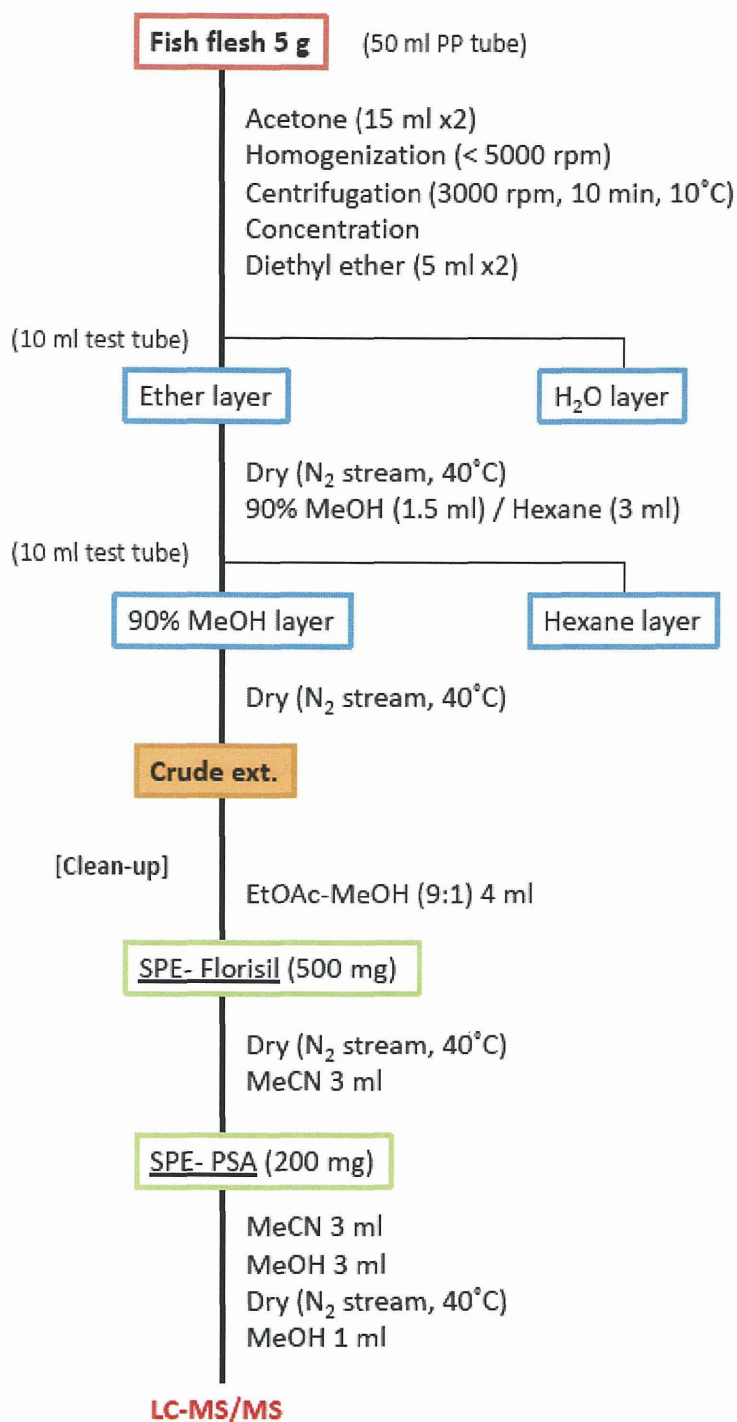 Fish flesh 5 g (50 ml PP tube)
Acetone (15 ml x2)
Homogenization (< 5000 rpm)
Centrifugation (3000 rpm, 10 min, 10°C)
Concentration
Diethyl ether (5 ml x2)
(10 ml test tube)
Ether layer H₂O layer
Dry (N₂ stream, 40°C)
90% MeOH (1.5 ml) / Hexane (3 ml)
(10 ml test tube)
90% MeOH layer Hexane layer
Dry (N₂ stream, 40°C)
Crude ext.
[Clean-up]
EtOAc-MeOH (9:1) 4 ml
SPE- Florisil (500 mg)
Dry (N₂ stream, 40°C)
MeCN 3 ml
SPE- PSA (200 mg)
MeCN 3 ml
MeOH 3 ml
Dry (N₂ stream, 40°C)
MeOH 1 ml
LC-MS/MS